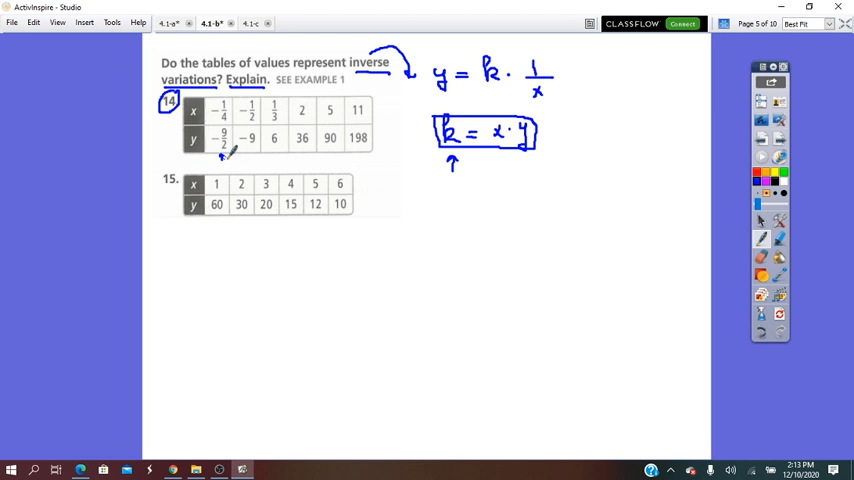 ActivInspire - Studio
File Edit View Insert Tools Help
4.1-a* 4.1-b* 4.1-c
CLASSFLOW Connect Page 5 of 10 Best Fit
Do the tables of values represent inverse
variations? Explain. SEE EXAMPLE 1
14.
x -1/4 -1/2 1/3 2 5 11
y -9/2 -9 6 36 90 198
15.
x 1 2 3 4 5 6
y 60 30 20 15 12 10
y = k · 1/x
k = x · y
2:13 PM
12/10/2020